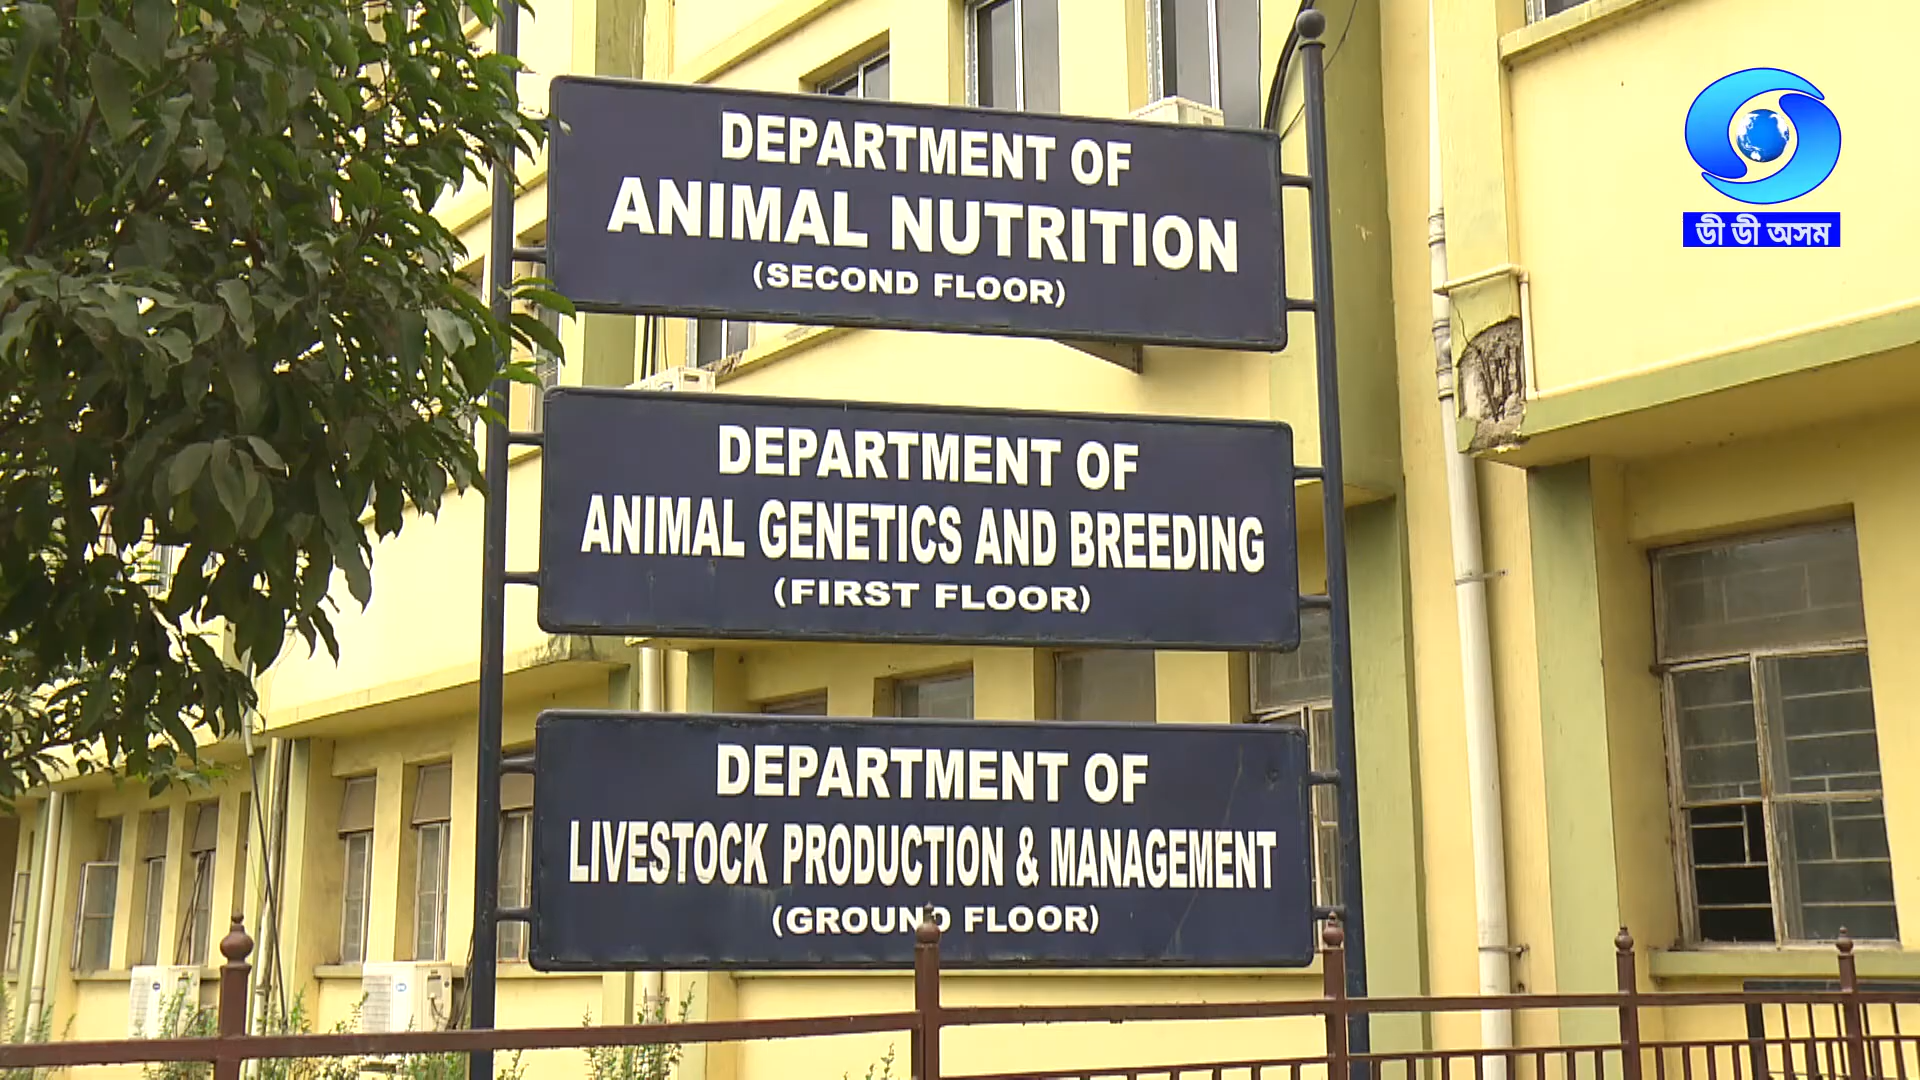 DEPARTMENT OF
ANIMAL NUTRITION
(SECOND FLOOR)
DEPARTMENT OF
ANIMAL GENETICS AND BREEDING
(FIRST FLOOR)
DEPARTMENT OF
LIVESTOCK PRODUCTION & MANAGEMENT
(GROUND FLOOR)
ডী ডী অসম